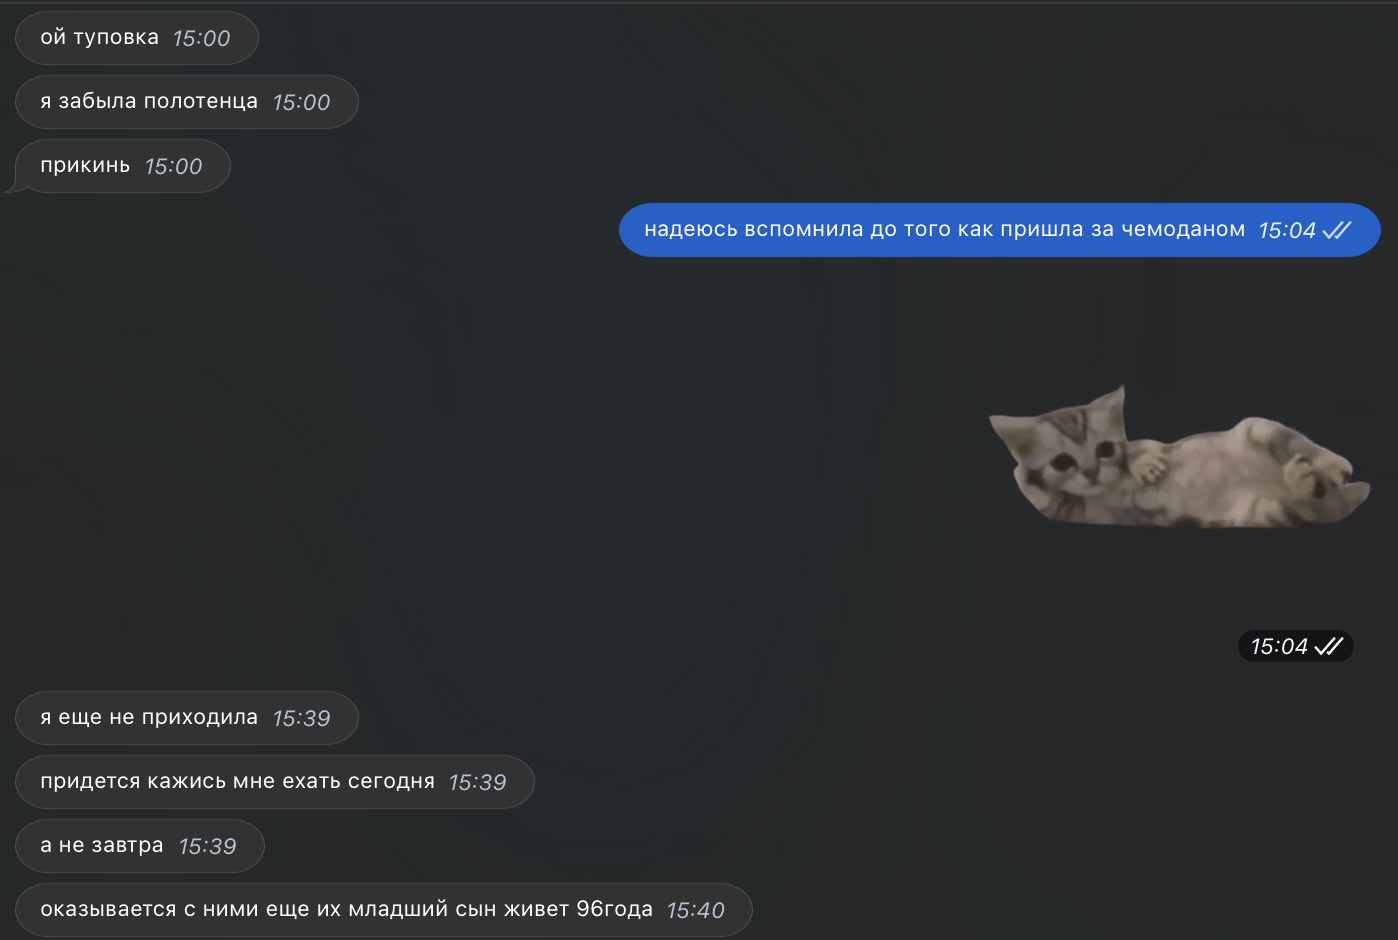 ой туповка 15:00
я забыла полотенца 15:00
прикинь 15:00
надеюсь вспомнила до того как пришла за чемоданом 15:04
15:04
я еще не приходила 15:39
придется кажись мне ехать сегодня 15:39
а не завтра 15:39
оказывается с ними еще их младший сын живет 96года 15:40